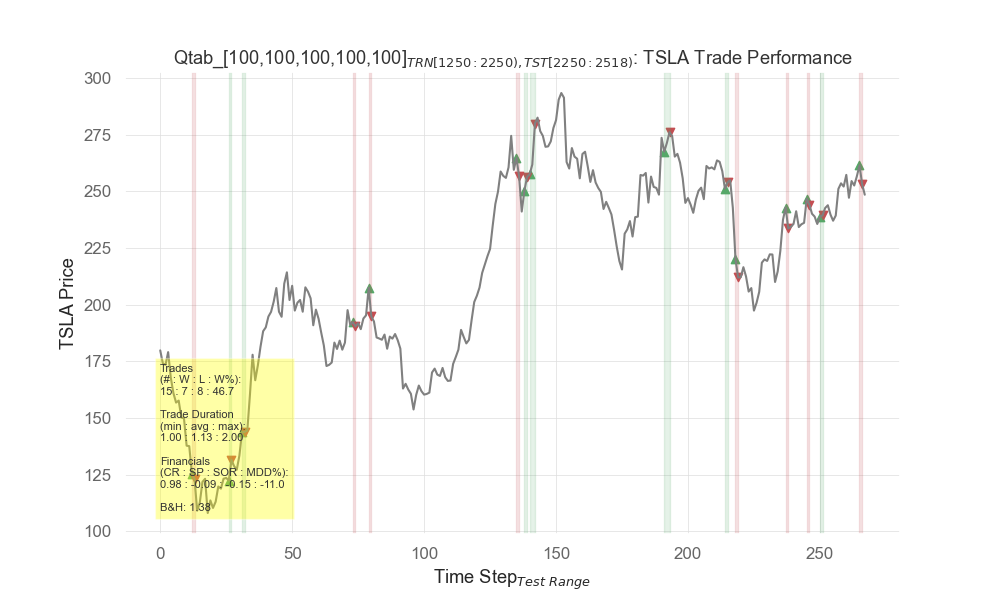 Qtab_[100,100,100,100,100]TRN[1250:2250),TST[2250:2518): TSLA Trade Performance
300
275
250
225
200
175
150
125
100
TSLA Price
Trades
(# : W : L : W%):
15 : 7 : 8 : 46.7
Trade Duration
(min : avg : max):
1.00 : 1.13 : 2.00
Financials
(CR : SP : SOR : MDD%):
0.98 : -0.09 : -0.15 : -11.0
B&H: 1.38
0 50 100 150 200 250
Time StepTest Range